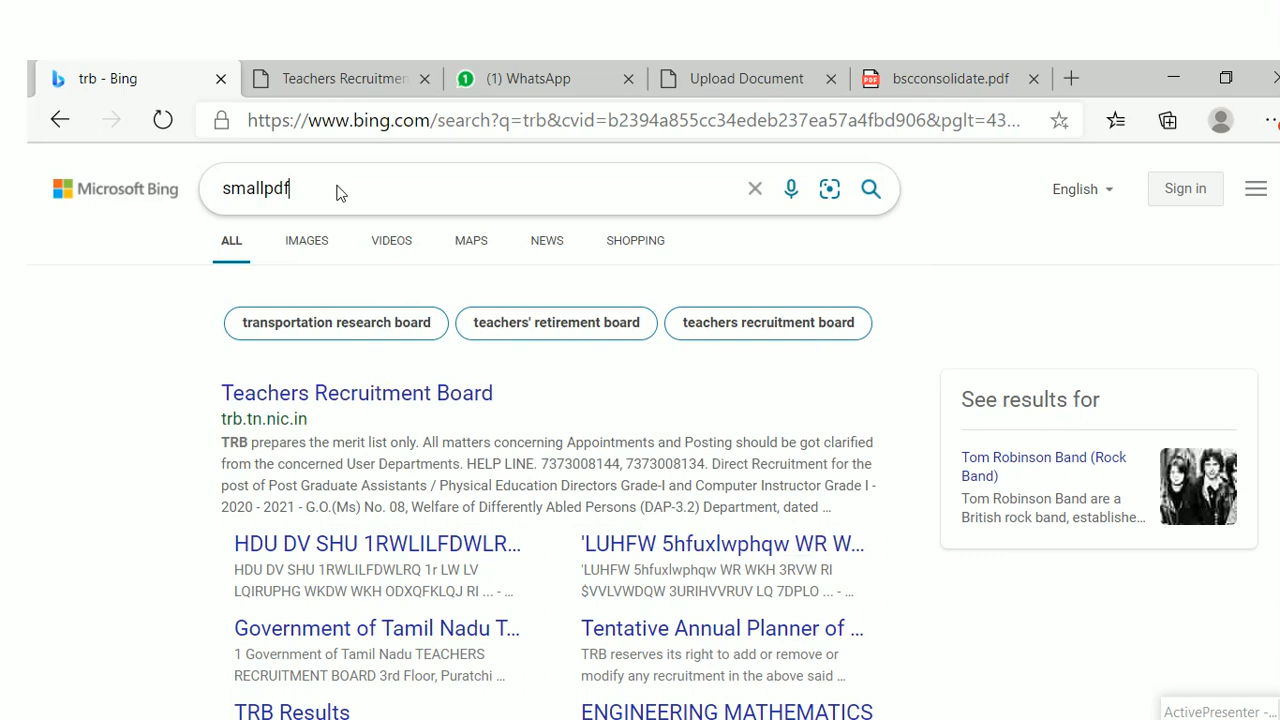 trb - Bing
Teachers Recruitmen
(1) WhatsApp
Upload Document
PDF
bscconsolidate.pdf
https://www.bing.com/search?q=trb&cvid=b2394a855cc34edeb237ea57a4fbd906&pglt=43...
Microsoft Bing
smallpdf
English
Sign in
ALL
IMAGES
VIDEOS
MAPS
NEWS
SHOPPING
transportation research board
teachers' retirement board
teachers recruitment board
Teachers Recruitment Board
trb.tn.nic.in
TRB prepares the merit list only. All matters concerning Appointments and Posting should be got clarified
from the concerned User Departments. HELP LINE. 7373008144, 7373008134. Direct Recruitment for the
post of Post Graduate Assistants / Physical Education Directors Grade-I and Computer Instructor Grade I -
2020 - 2021 - G.O.(Ms) No. 08, Welfare of Differently Abled Persons (DAP-3.2) Department, dated ...
HDU DV SHU 1RWLILFDWLR...
HDU DV SHU 1RWLILFDWLRQ 1r LW LV
LQIRUPHG WKDW WKH ODXQFKLQJ RI ... - ...
'LUHFW 5hfuxlwphqw WR W...
'LUHFW 5hfuxlwphqw WR WKH 3RVW RI
$VVLVWDQW 3URIHVVRUV LQ 7DPLO ... - ...
Government of Tamil Nadu T...
1 Government of Tamil Nadu TEACHERS
RECRUITMENT BOARD 3rd Floor, Puratchi ...
Tentative Annual Planner of ...
TRB reserves its right to add or remove or
modify any recruitment in the above said ...
TRB Results
ENGINEERING MATHEMATICS
See results for
Tom Robinson Band (Rock
Band)
Tom Robinson Band are a
British rock band, establishe...
ActivePresenter -...